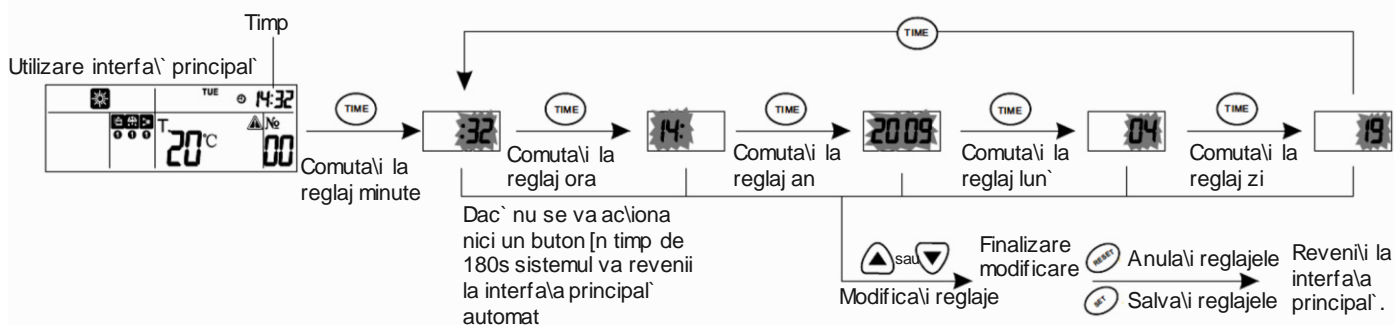 Timp
TIME
Utilizare interfa\` principal`
TUE 14:32
T 20°C № 00
TIME
Comuta\i la
reglaj minute
:32
TIME
Comuta\i la
reglaj ora
14:
TIME
Comuta\i la
reglaj an
2009
TIME
Comuta\i la
reglaj lun`
04
TIME
Comuta\i la
reglaj zi
19
Dac` nu se va ac\iona
nici un buton [n timp de
180s sistemul va revenii
la interfa\a principal`
automat
sau
Modifica\i reglaje
Finalizare
modificare
RESET Anula\i reglajele
SET Salva\i reglajele
Reveni\i la
interfa\a
principal`.